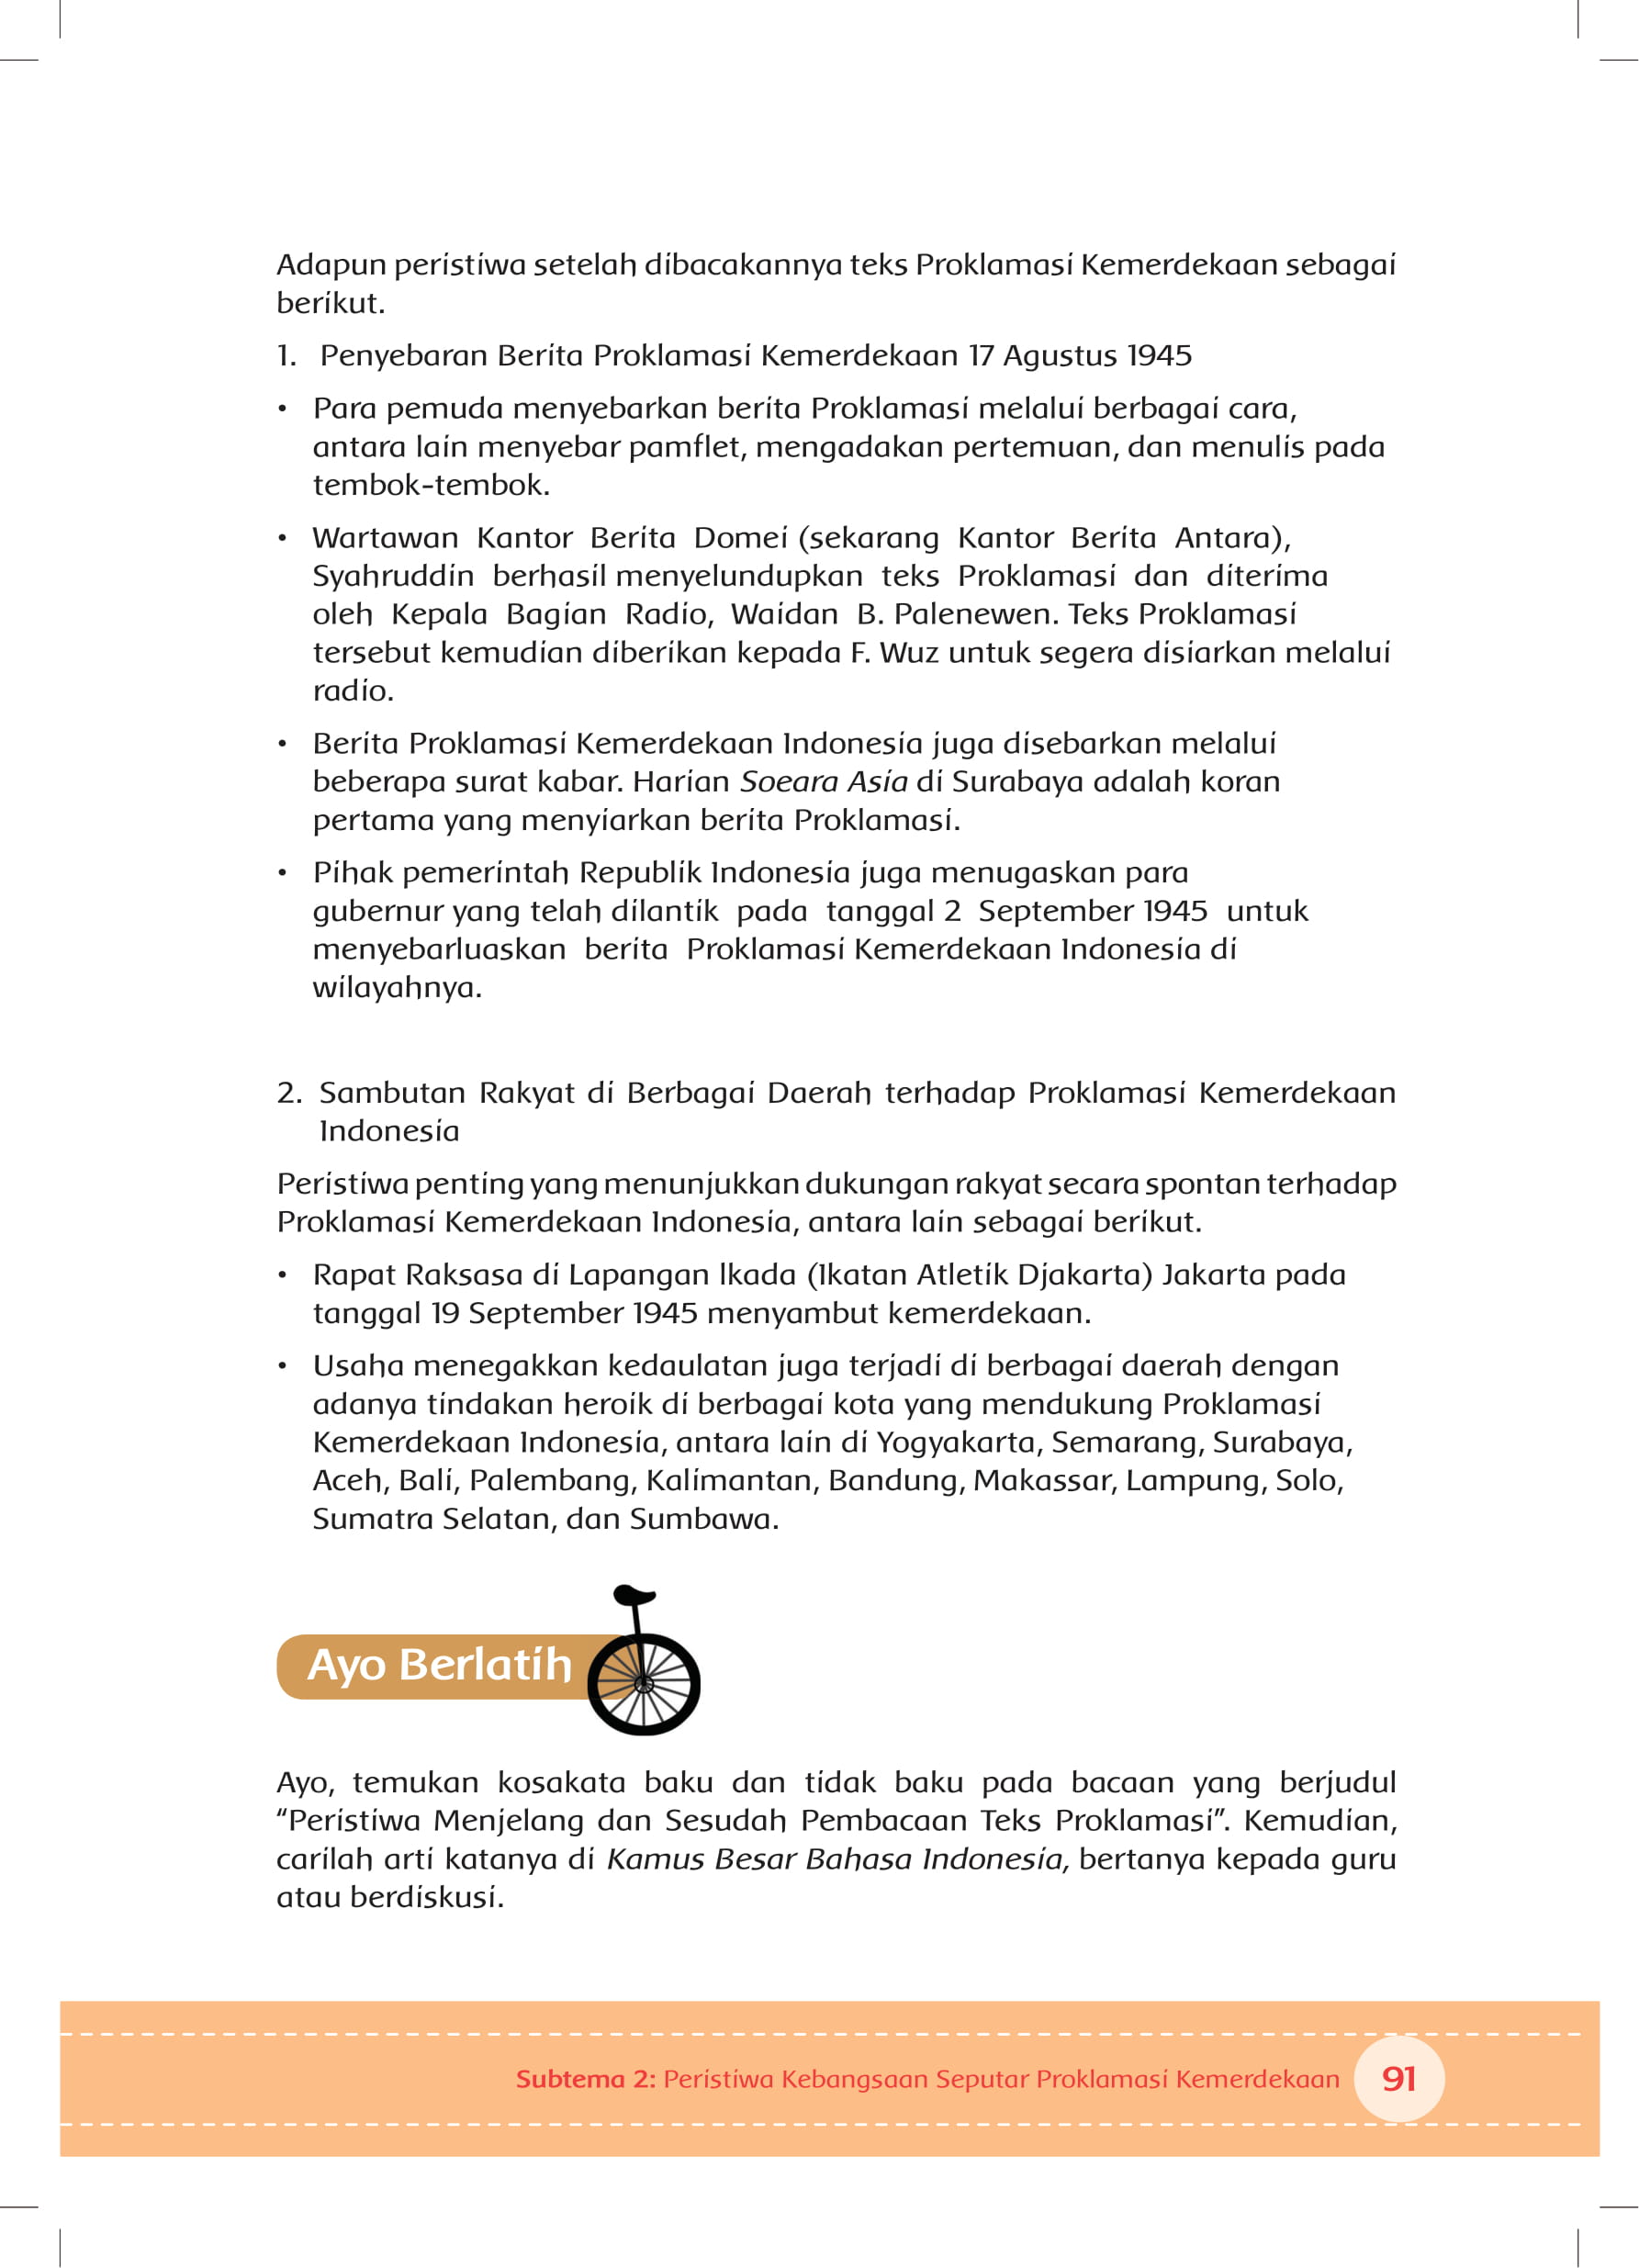 Adapun peristiwa setelah dibacakannya teks Proklamasi Kemerdekaan sebagai
berikut.
1. Penyebaran Berita Proklamasi Kemerdekaan 17 Agustus 1945
• Para pemuda menyebarkan berita Proklamasi melalui berbagai cara,
antara lain menyebar pamflet, mengadakan pertemuan, dan menulis pada
tembok-tembok.
• Wartawan Kantor Berita Domei (sekarang Kantor Berita Antara),
Syahruddin berhasil menyelundupkan teks Proklamasi dan diterima
oleh Kepala Bagian Radio, Waidan B. Palenewen. Teks Proklamasi
tersebut kemudian diberikan kepada F. Wuz untuk segera disiarkan melalui
radio.
• Berita Proklamasi Kemerdekaan Indonesia juga disebarkan melalui
beberapa surat kabar. Harian Soeara Asia di Surabaya adalah koran
pertama yang menyiarkan berita Proklamasi.
• Pihak pemerintah Republik Indonesia juga menugaskan para
gubernur yang telah dilantik pada tanggal 2 September 1945 untuk
menyebarluaskan berita Proklamasi Kemerdekaan Indonesia di
wilayahnya.
2. Sambutan Rakyat di Berbagai Daerah terhadap Proklamasi Kemerdekaan
Indonesia
Peristiwa penting yang menunjukkan dukungan rakyat secara spontan terhadap
Proklamasi Kemerdekaan Indonesia, antara lain sebagai berikut.
• Rapat Raksasa di Lapangan lkada (Ikatan Atletik Djakarta) Jakarta pada
tanggal 19 September 1945 menyambut kemerdekaan.
• Usaha menegakkan kedaulatan juga terjadi di berbagai daerah dengan
adanya tindakan heroik di berbagai kota yang mendukung Proklamasi
Kemerdekaan Indonesia, antara lain di Yogyakarta, Semarang, Surabaya,
Aceh, Bali, Palembang, Kalimantan, Bandung, Makassar, Lampung, Solo,
Sumatra Selatan, dan Sumbawa.
Ayo Berlatih
Ayo, temukan kosakata baku dan tidak baku pada bacaan yang berjudul
“Peristiwa Menjelang dan Sesudah Pembacaan Teks Proklamasi”. Kemudian,
carilah arti katanya di Kamus Besar Bahasa Indonesia, bertanya kepada guru
atau berdiskusi.
Subtema 2: Peristiwa Kebangsaan Seputar Proklamasi Kemerdekaan 91